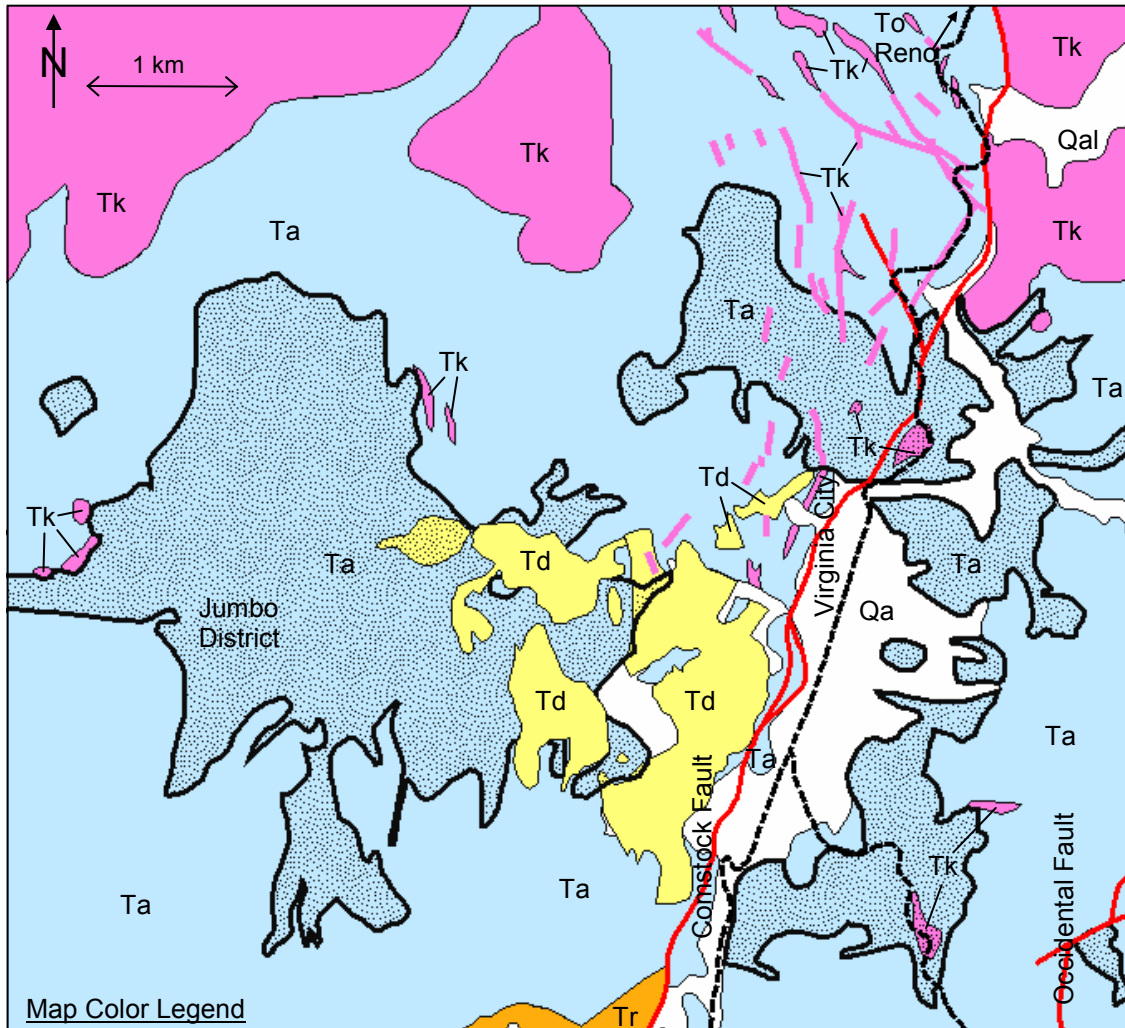 To
Reno
N
1 km
Tk
Tk
Qal
Tk
Tk
Tk
Tk
Ta
Ta
Ta
Tk
Tk
Td
Tk
Ta
Td
Ta
Jumbo
District
Virginia City
Qa
Td
Td
Ta
Ta
Comstock Fault
Tk
Ta
Ta
Occidental Fault
Map Color Legend
Tr